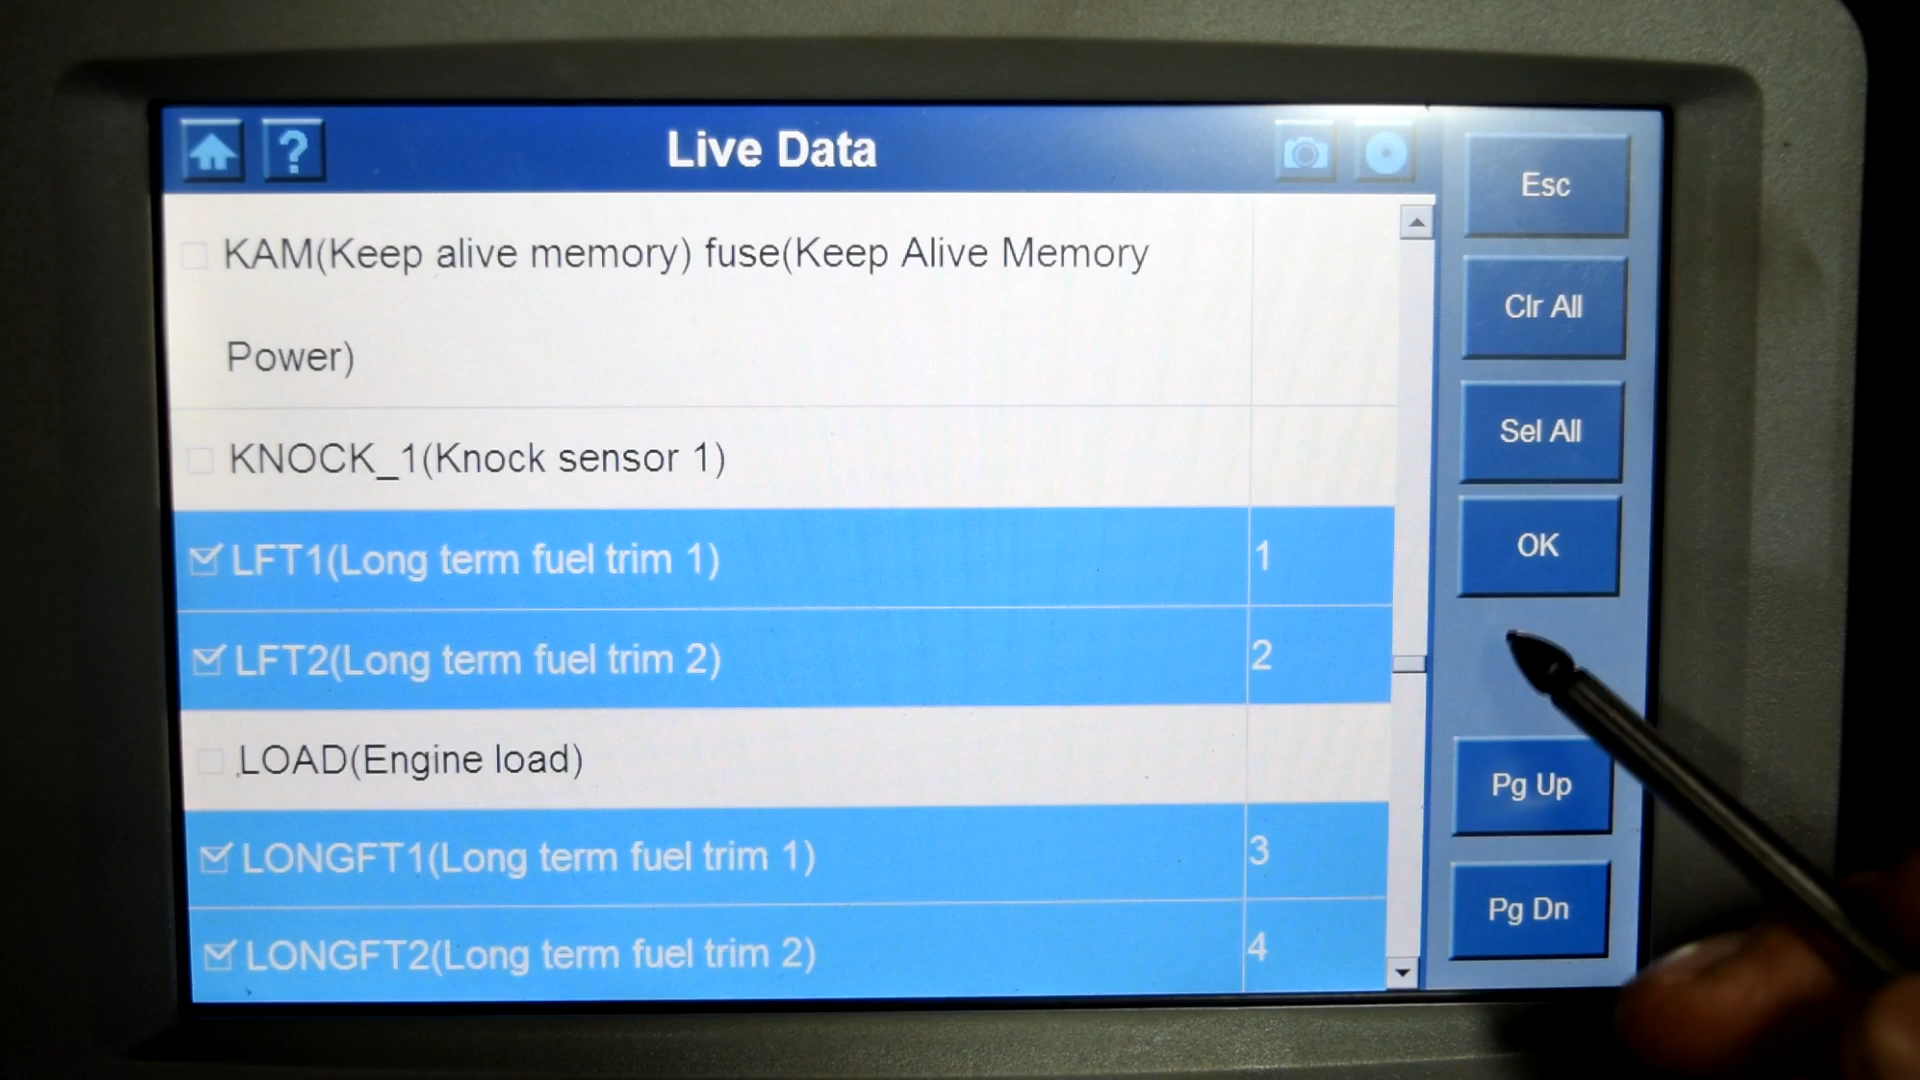 ?
Live Data
Esc
KAM(Keep alive memory) fuse(Keep Alive Memory
Power)
Clr All
KNOCK_1(Knock sensor 1)
Sel All
LFT1(Long term fuel trim 1) 1
OK
LFT2(Long term fuel trim 2) 2
LOAD(Engine load)
Pg Up
LONGFT1(Long term fuel trim 1) 3
Pg Dn
LONGFT2(Long term fuel trim 2) 4